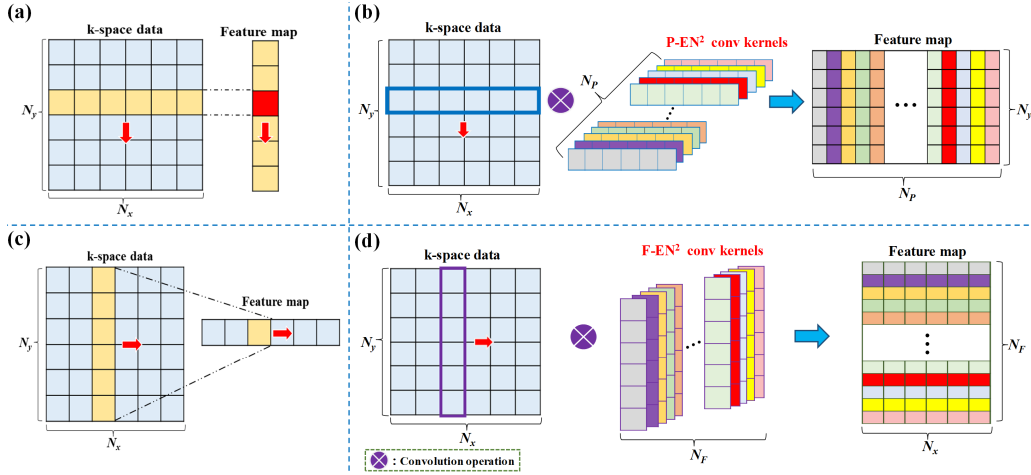 (a)
k-space data
Feature map
N_y
N_x
(b)
k-space data
P-EN² conv kernels
Feature map
N_y
N_P
N_y
N_x
N_P
(c)
k-space data
Feature map
N_y
N_x
(d)
k-space data
F-EN² conv kernels
Feature map
N_y
N_F
N_x
N_F
N_x
: Convolution operation